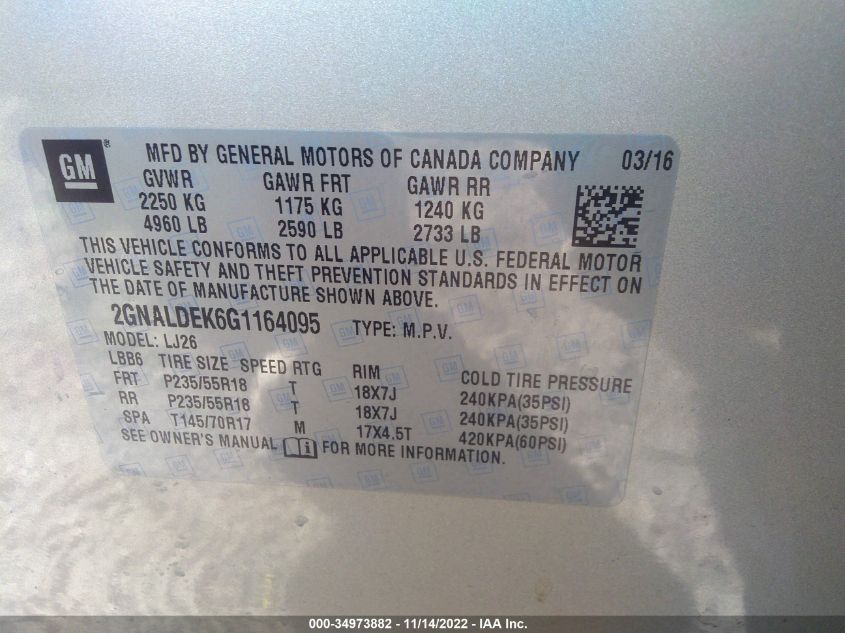 GM ® MFD BY GENERAL MOTORS OF CANADA COMPANY 03/16
GVWR GAWR FRT GAWR RR
2250 KG 1175 KG 1240 KG
4960 LB 2590 LB 2733 LB
THIS VEHICLE CONFORMS TO ALL APPLICABLE U.S. FEDERAL MOTOR
VEHICLE SAFETY AND THEFT PREVENTION STANDARDS IN EFFECT ON
THE DATE OF MANUFACTURE SHOWN ABOVE.
2GNALDEK6G1164095 TYPE: M.P.V.
MODEL: LJ26
LBB6 TIRE SIZE SPEED RTG RIM COLD TIRE PRESSURE
FRT P235/55R18 T 18X7J 240KPA(35PSI)
RR P235/55R18 T 18X7J 240KPA(35PSI)
SPA T145/70R17 M 17X4.5T 420KPA(60PSI)
SEE OWNER'S MANUAL i FOR MORE INFORMATION.
000-34973882 - 11/14/2022 - IAA Inc.